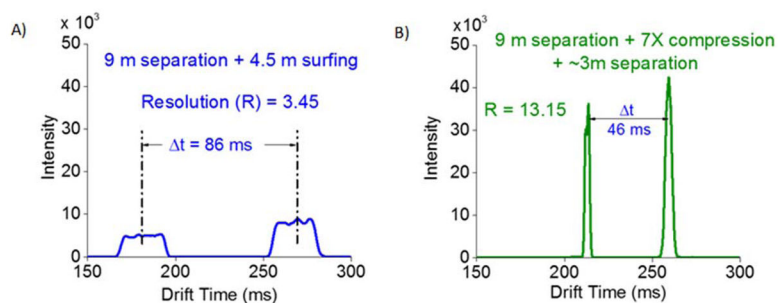 A)
x 10³
50
40
30
20
10
0
Intensity
9 m separation + 4.5 m surfing
Resolution (R) = 3.45
Δt = 86 ms
150
200
250
300
Drift Time (ms)
B)
x 10³
50
40
30
20
10
0
Intensity
9 m separation + 7X compression
+ ~3m separation
R = 13.15
Δt
46 ms
150
200
250
300
Drift Time (ms)